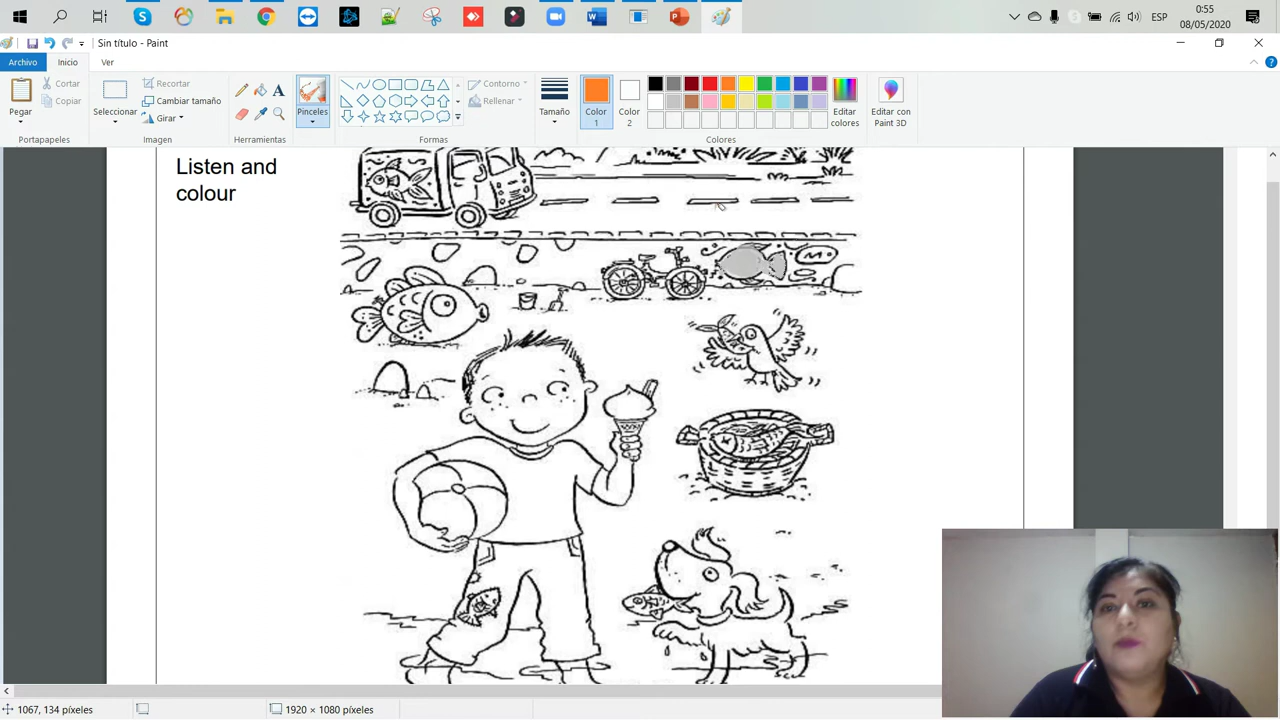 0:55
ESP
08/05/2020
Sin título - Paint
Archivo
Inicio
Ver
Pegar
Cortar
Copiar
Portapapeles
Seleccionar
Recortar
Cambiar tamaño
Girar
Imagen
Herramientas
Pinceles
Formas
Contorno
Rellenar
Tamaño
Color
1
Color
2
Editar
colores
Colores
Editar con
Paint 3D
Listen and
colour
1067, 134 píxeles
1920 × 1080 píxeles